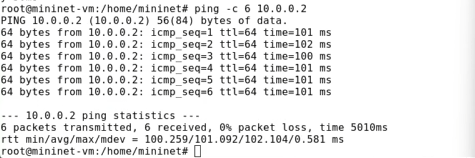 root@mininet-vm:/home/mininet# ping -c 6 10.0.0.2
PING 10.0.0.2 (10.0.0.2) 56(84) bytes of data.
64 bytes from 10.0.0.2: icmp_seq=1 ttl=64 time=101 ms
64 bytes from 10.0.0.2: icmp_seq=2 ttl=64 time=102 ms
64 bytes from 10.0.0.2: icmp_seq=3 ttl=64 time=100 ms
64 bytes from 10.0.0.2: icmp_seq=4 ttl=64 time=101 ms
64 bytes from 10.0.0.2: icmp_seq=5 ttl=64 time=101 ms
64 bytes from 10.0.0.2: icmp_seq=6 ttl=64 time=101 ms

--- 10.0.0.2 ping statistics ---
6 packets transmitted, 6 received, 0% packet loss, time 5010ms
rtt min/avg/max/mdev = 100.259/101.092/102.104/0.581 ms
root@mininet-vm:/home/mininet#